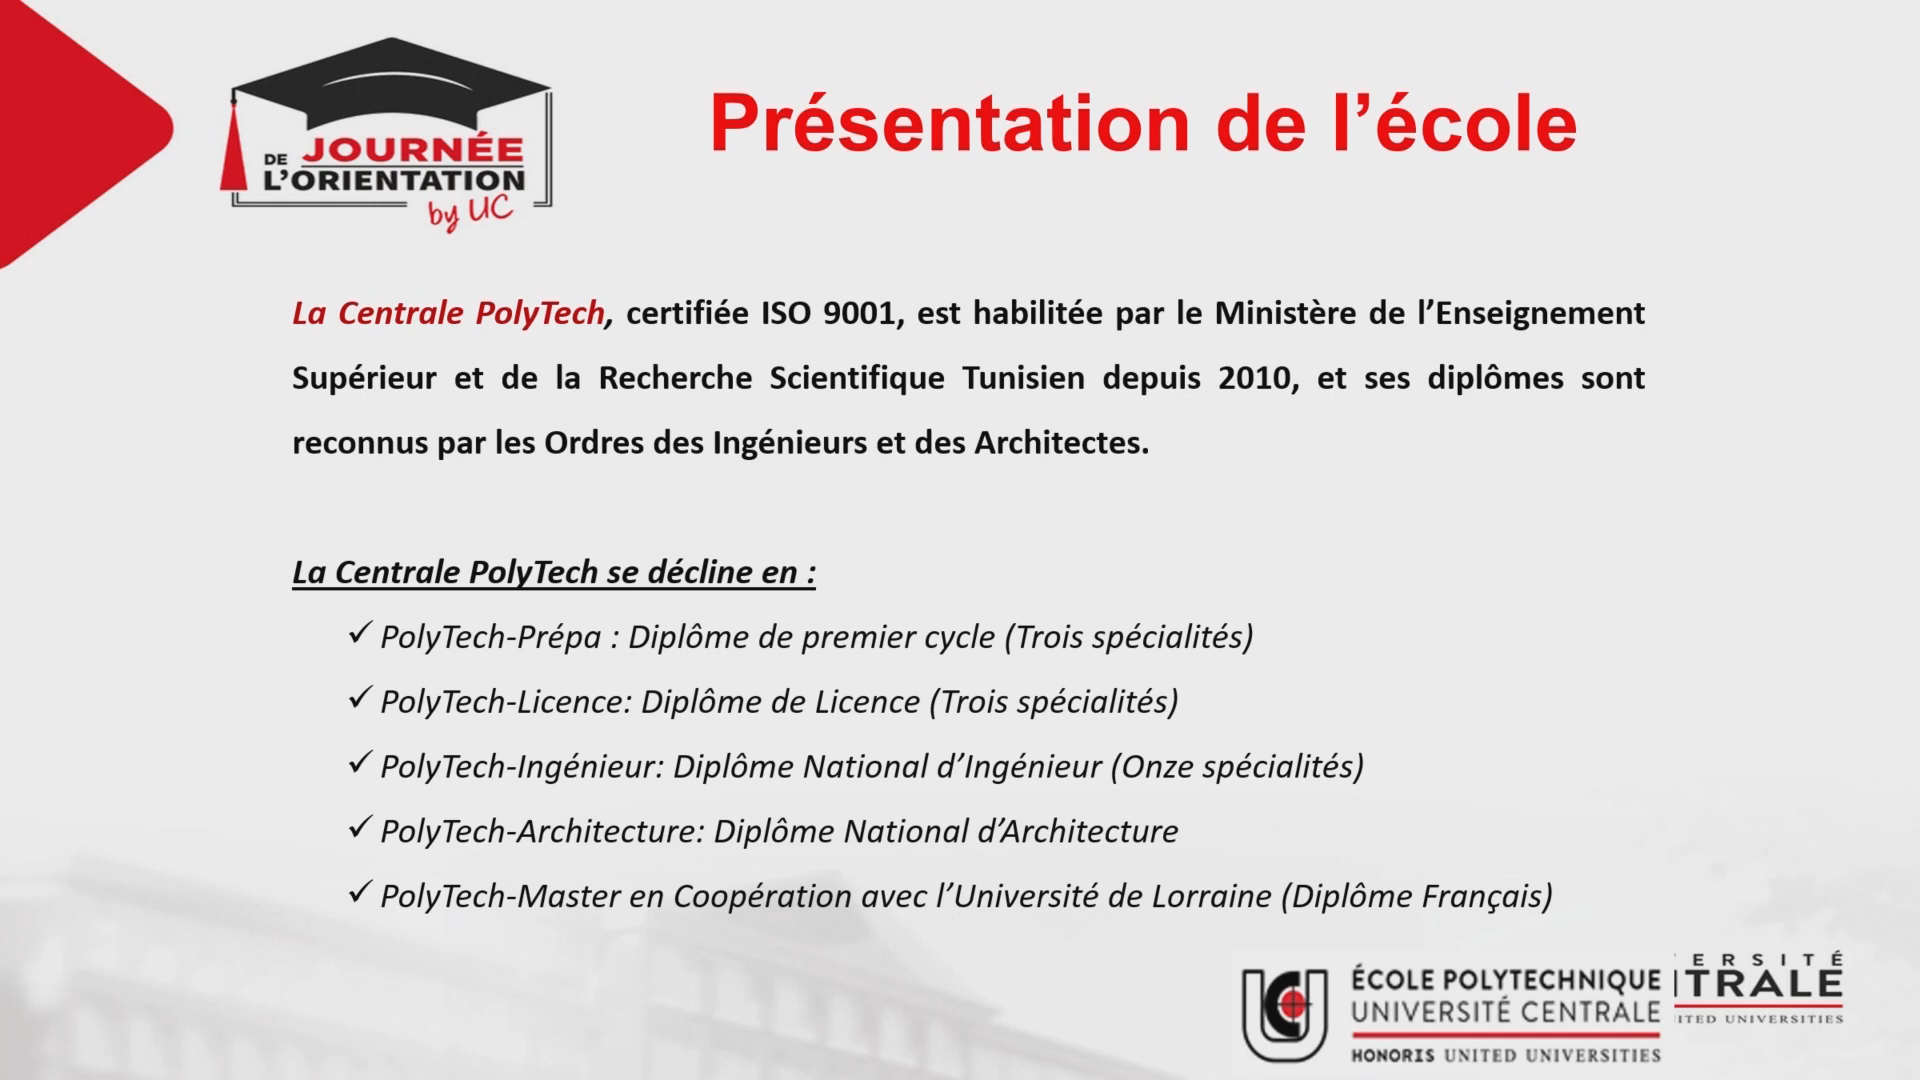 DE JOURNÉE
L'ORIENTATION
by UC
Présentation de l’école
La Centrale PolyTech, certifiée ISO 9001, est habilitée par le Ministère de l’Enseignement
Supérieur et de la Recherche Scientifique Tunisien depuis 2010, et ses diplômes sont
reconnus par les Ordres des Ingénieurs et des Architectes.
La Centrale PolyTech se décline en :
✓ PolyTech-Prépa : Diplôme de premier cycle (Trois spécialités)
✓ PolyTech-Licence: Diplôme de Licence (Trois spécialités)
✓ PolyTech-Ingénieur: Diplôme National d’Ingénieur (Onze spécialités)
✓ PolyTech-Architecture: Diplôme National d’Architecture
✓ PolyTech-Master en Coopération avec l’Université de Lorraine (Diplôme Français)
ÉCOLE POLYTECHNIQUE
UNIVERSITÉ CENTRALE
HONORIS UNITED UNIVERSITIES
ERSITÉ
TRALE
ITED UNIVERSITIES